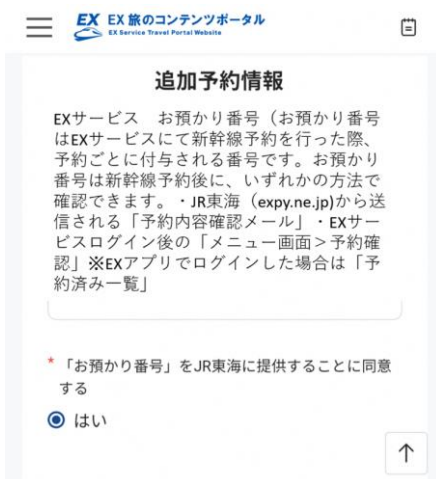 EX EX 旅のコンテンツポータル
EX Service Travel Portal Website
追加予約情報
EXサービス　お預かり番号（お預かり番号
はEXサービスにて新幹線予約を行った際、
予約ごとに付与される番号です。お預かり
番号は新幹線予約後に、いずれかの方法で
確認できます。・JR東海（expy.ne.jp)から送
信される「予約内容確認メール」・EXサー
ビスログイン後の「メニュー画面＞予約確
認」※EXアプリでログインした場合は「予
約済み一覧」
* 「お預かり番号」をJR東海に提供することに同意
する
はい